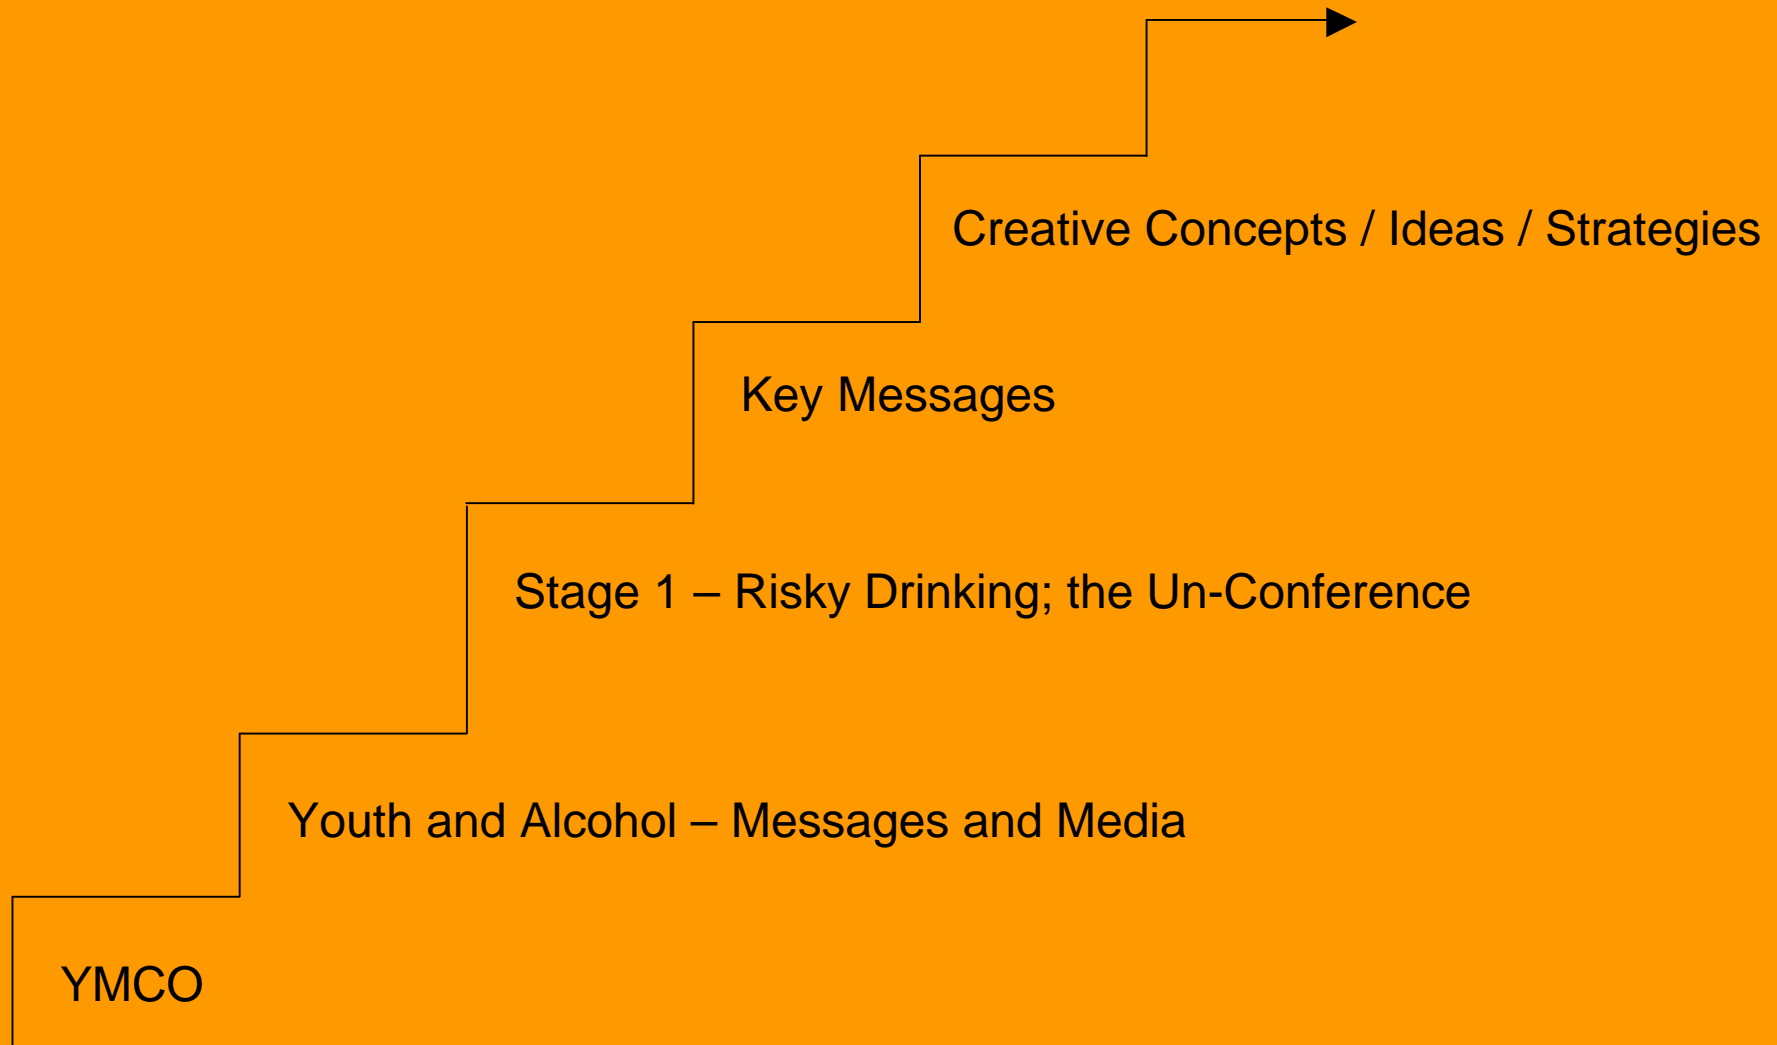 Creative Concepts / Ideas / Strategies
Key Messages
Stage 1 – Risky Drinking; the Un-Conference
Youth and Alcohol – Messages and Media
YMCO